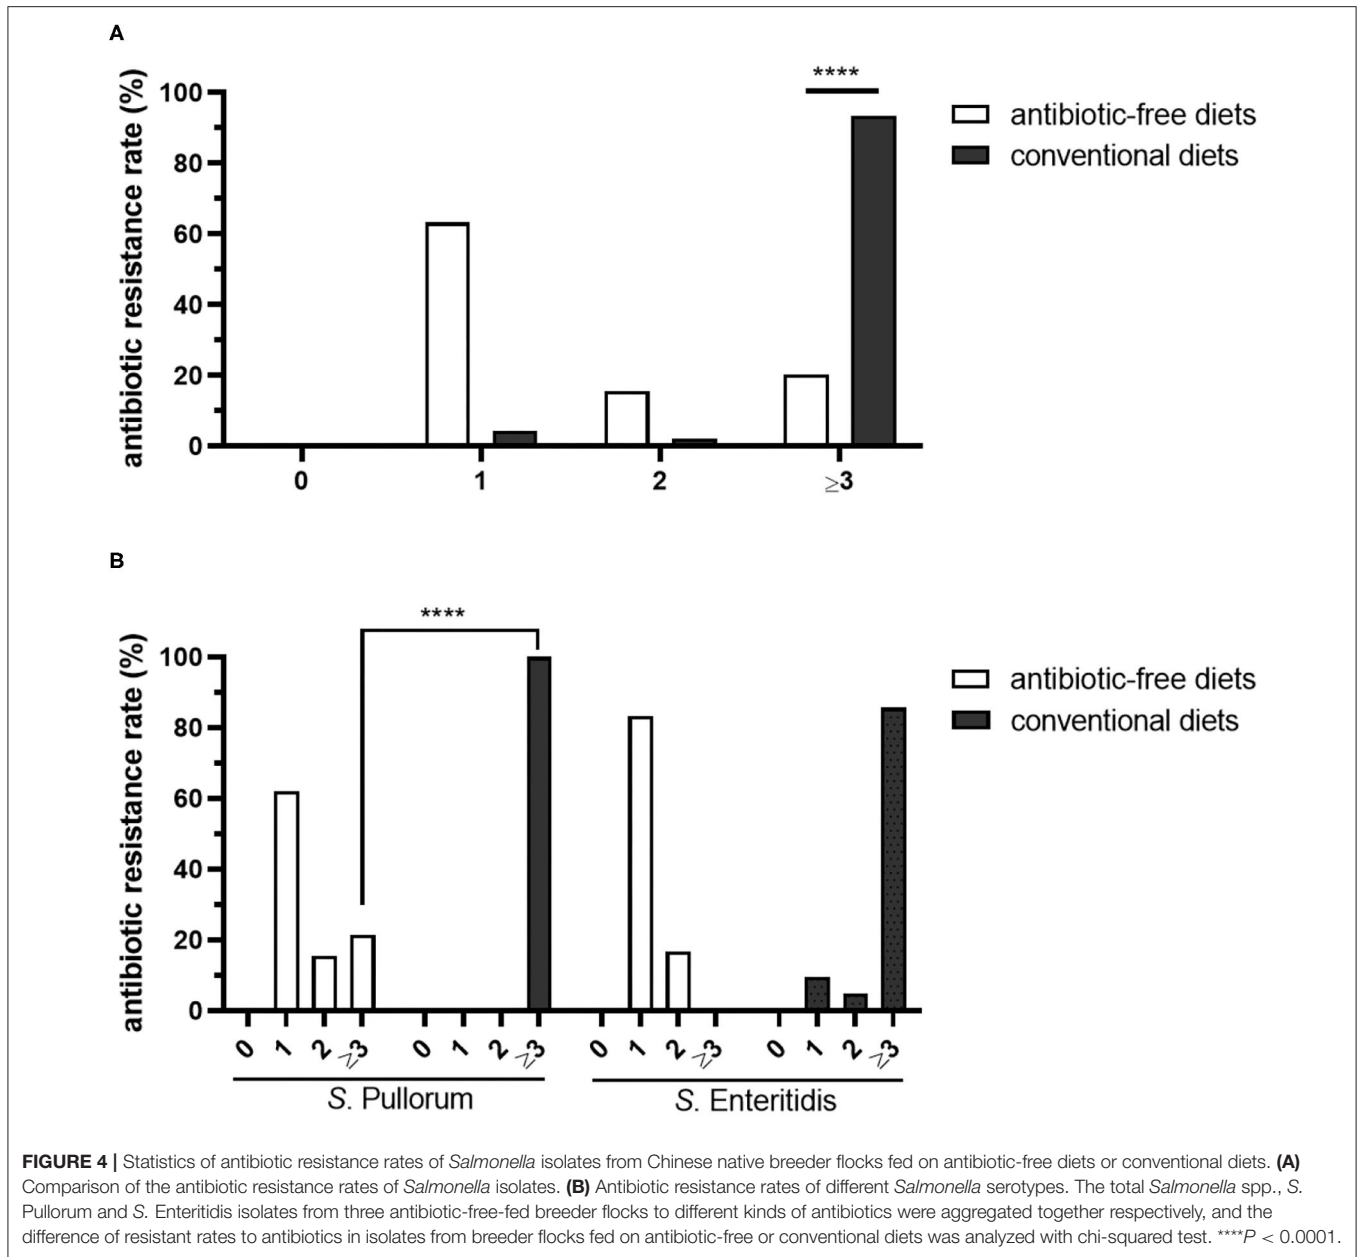 A
antibiotic resistance rate (%)
100
80
60
40
20
0
****
antibiotic-free diets
conventional diets
0 1 2 ≥3
B
antibiotic resistance rate (%)
100
80
60
40
20
0
****
antibiotic-free diets
conventional diets
0 1 2 ≥3 0 1 2 ≥3 0 1 2 ≥3 0 1 2 ≥3
S. Pullorum S. Enteritidis
FIGURE 4 | Statistics of antibiotic resistance rates of Salmonella isolates from Chinese native breeder flocks fed on antibiotic-free diets or conventional diets. (A)
Comparison of the antibiotic resistance rates of Salmonella isolates. (B) Antibiotic resistance rates of different Salmonella serotypes. The total Salmonella spp., S.
Pullorum and S. Enteritidis isolates from three antibiotic-free-fed breeder flocks to different kinds of antibiotics were aggregated together respectively, and the
difference of resistant rates to antibiotics in isolates from breeder flocks fed on antibiotic-free or conventional diets was analyzed with chi-squared test. ****P < 0.0001.